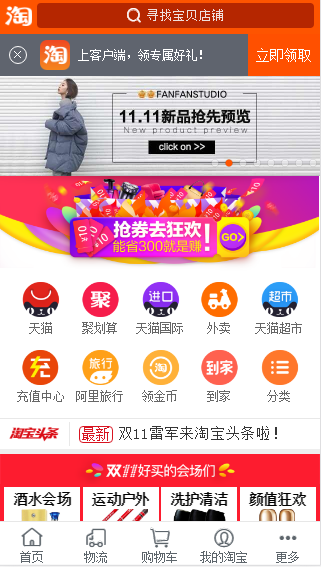 淘 寻找宝贝店铺
淘 上客户端，领专属好礼！ 立即领取
FANFANSTUDIO
11.11新品抢先预览
New product preview
click on >>
抢券去狂欢！
能省300就是赚
GO>
天猫
聚
聚划算
进口
天猫国际
外卖
超市
天猫超市
充
充值中心
旅行
阿里旅行
淘
领金币
到家
到家
分类
淘宝头条 最新 双11雷军来淘宝头条啦！
双11好买的会场们
酒水会场 运动户外 洗护清洁 颜值狂欢
首页 物流 购物车 我的淘宝 更多